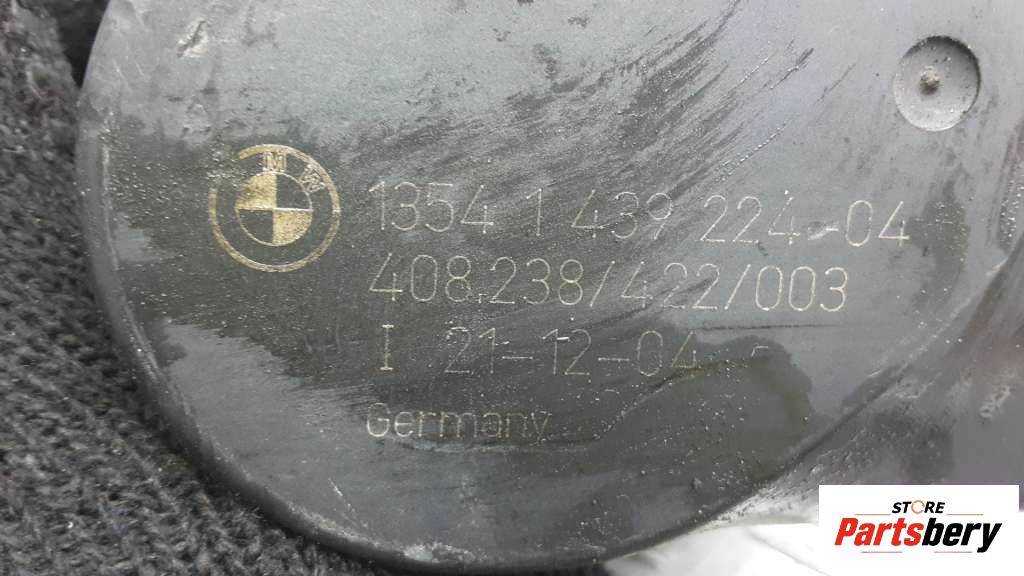 BMW
1354 1 439 224-04
408.238/422/003
I 21-12-04
Germany
STORE
Partsbery